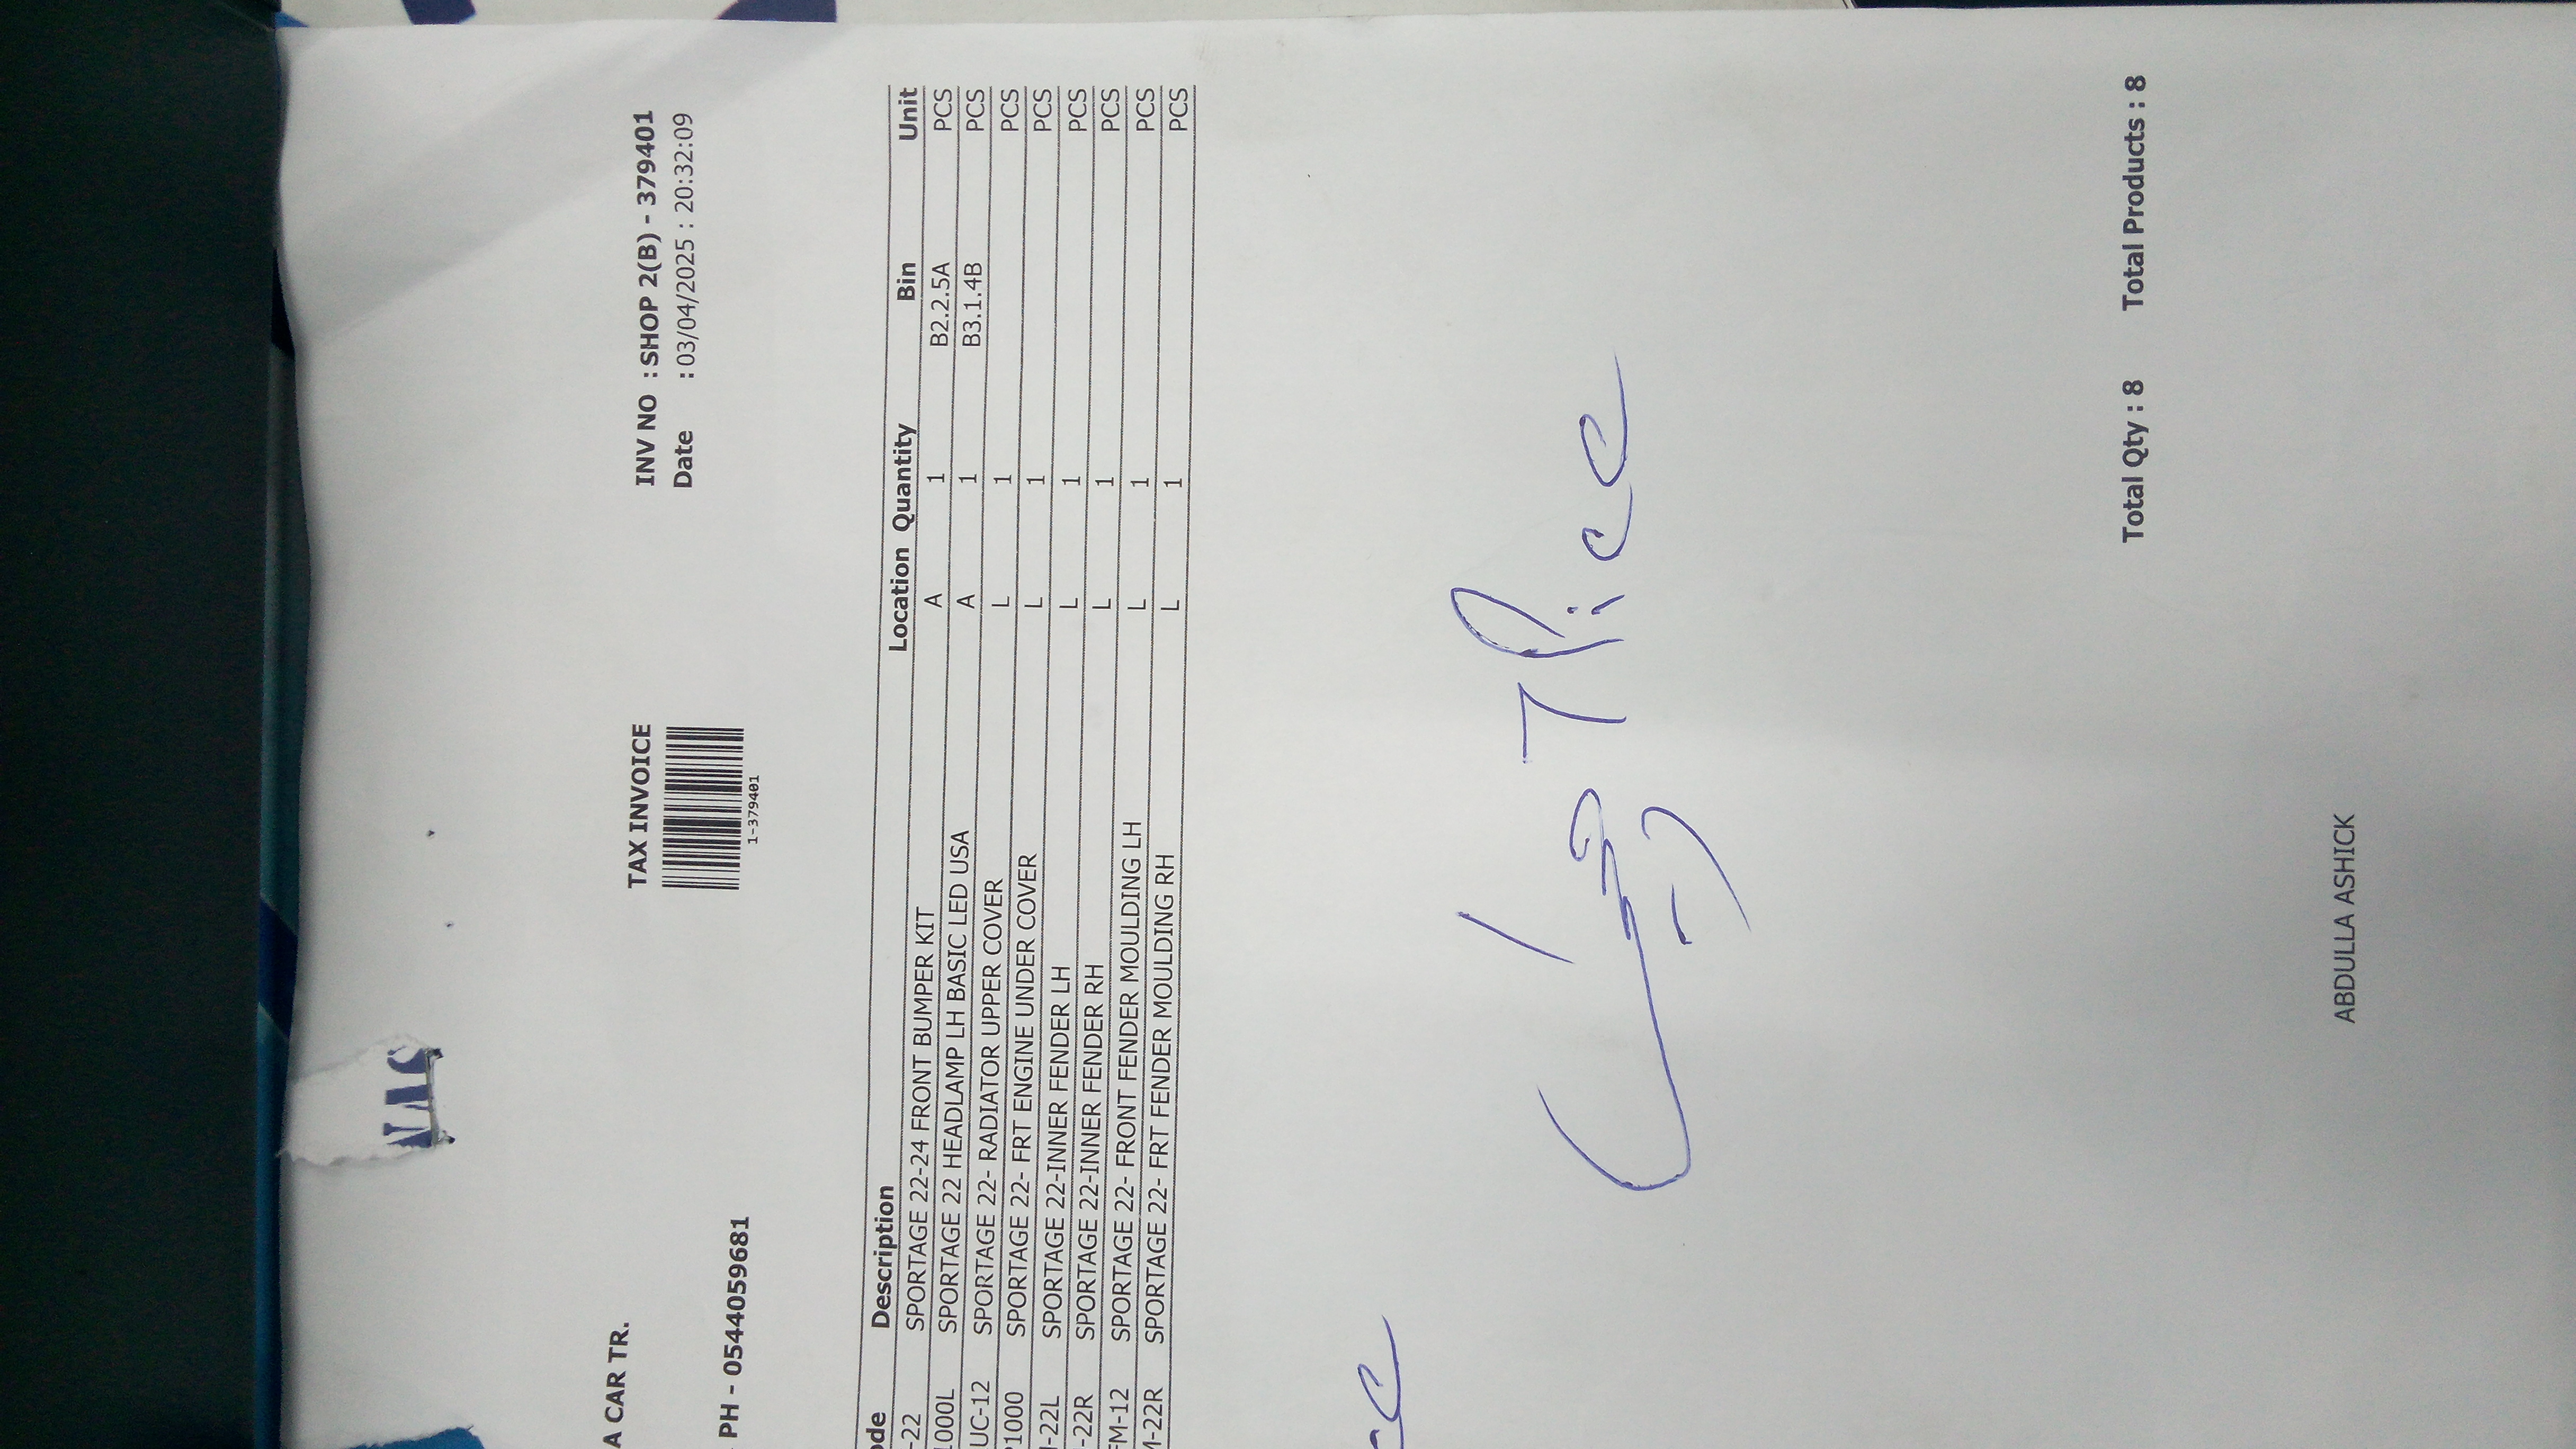 A CAR TR.
TAX INVOICE
INV NO : SHOP 2(B) - 379401
Date : 03/04/2025 : 20:32:09
PH - 0544059681
1-379401
ode Description Location Quantity Bin Unit
-22 SPORTAGE 22-24 FRONT BUMPER KIT A 1 B2.2.5A PCS
1000L SPORTAGE 22 HEADLAMP LH BASIC LED USA A 1 B3.1.4B PCS
UC-12 SPORTAGE 22- RADIATOR UPPER COVER L 1 PCS
1000 SPORTAGE 22- FRT ENGINE UNDER COVER L 1 PCS
-22L SPORTAGE 22-INNER FENDER LH L 1 PCS
-22R SPORTAGE 22-INNER FENDER RH L 1 PCS
FM-12 SPORTAGE 22- FRONT FENDER MOULDING LH L 1 PCS
M-22R SPORTAGE 22- FRT FENDER MOULDING RH L 1 PCS
7 Pice
Total Qty : 8 Total Products : 8
ABDULLA ASHICK